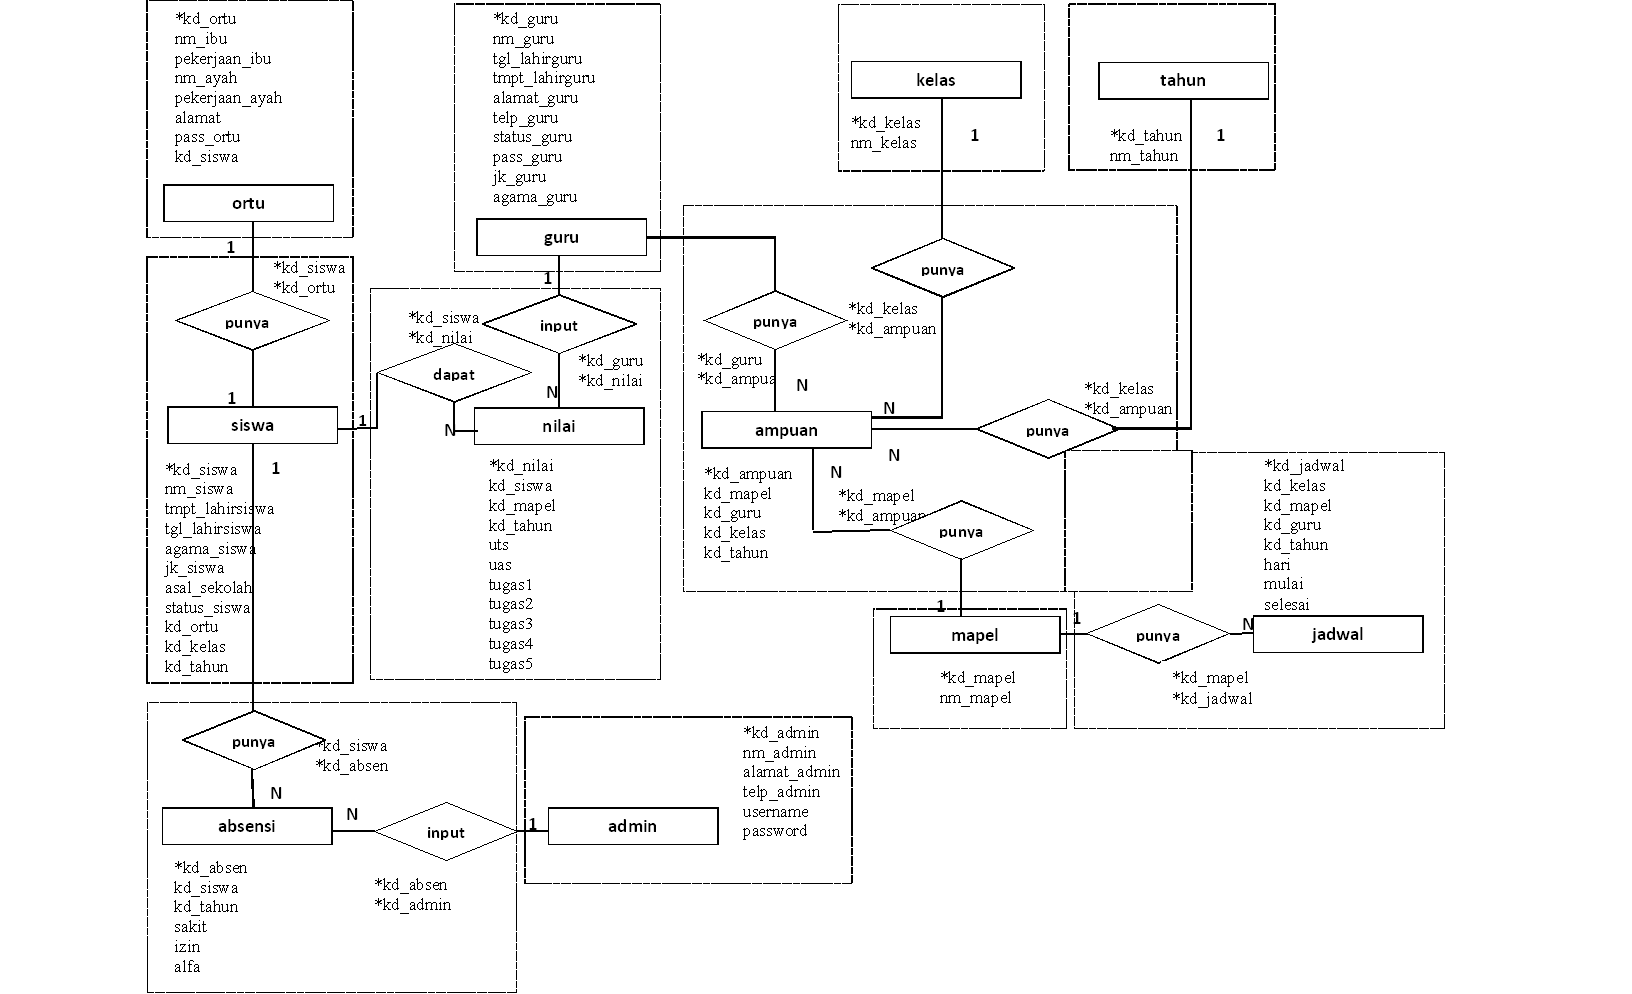 *kd_ortu
nm_ibu
pekerjaan_ibu
nm_ayah
pekerjaan_ayah
alamat
pass_ortu
kd_siswa
ortu
1
*kd_siswa
*kd_ortu
punya
1
siswa
1
1
*kd_siswa
nm_siswa
tmpt_lahirsiswa
tgl_lahirsiswa
agama_siswa
jk_siswa
asal_sekolah
status_siswa
kd_ortu
kd_kelas
kd_tahun
*kd_guru
nm_guru
tgl_lahirguru
tmpt_lahirguru
alamat_guru
telp_guru
status_guru
pass_guru
jk_guru
agama_guru
guru
1
*kd_siswa
*kd_nilai
input
*kd_guru
*kd_nilai
dapat
N
N
nilai
*kd_nilai
kd_siswa
kd_mapel
kd_tahun
uts
uas
tugas1
tugas2
tugas3
tugas4
tugas5
kelas
*kd_kelas
nm_kelas
1
tahun
*kd_tahun
nm_tahun
1
punya
*kd_kelas
*kd_ampuan
punya
*kd_guru
*kd_ampua
N
N
ampuan
N
N
*kd_kelas
*kd_ampuan
punya
*kd_ampuan
kd_mapel
kd_guru
kd_kelas
kd_tahun
*kd_mapel
*kd_ampuan
punya
1
mapel
*kd_mapel
nm_mapel
1
punya
N
*kd_mapel
*kd_jadwal
*kd_jadwal
kd_kelas
kd_mapel
kd_guru
kd_tahun
hari
mulai
selesai
jadwal
punya
*kd_siswa
*kd_absen
N
absensi
N
input
1
*kd_absen
*kd_admin
*kd_absen
kd_siswa
kd_tahun
sakit
izin
alfa
admin
*kd_admin
nm_admin
alamat_admin
telp_admin
username
password